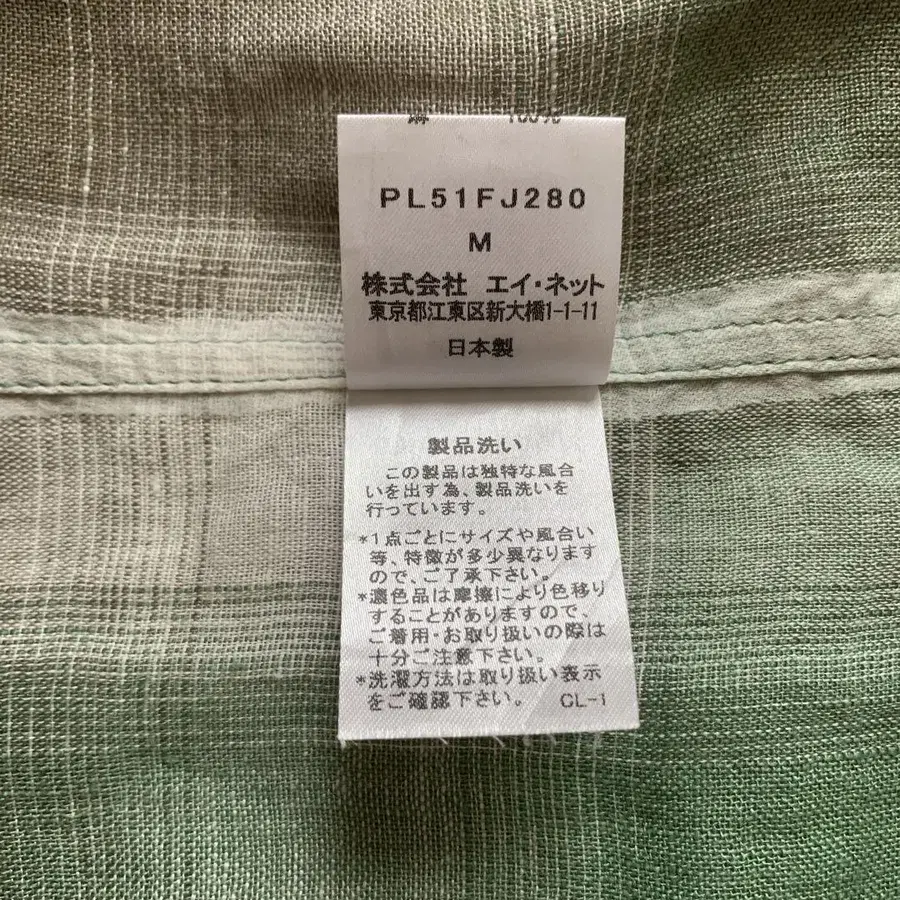 麻 100%
PL51FJ280
M
株式会社 エイ・ネット
東京都江東区新大橋1-1-11
日本製
製品洗い
この製品は独特な風合
いを出す為、製品洗いを
行っています。
*1点ごとにサイズや風合い
等、特徴が多少異なります
ので、ご了承下さい。
*濃色品は摩擦により色移り
することがありますので、
ご着用・お取り扱いの際は
十分ご注意下さい。
*洗濯方法は取り扱い表示
をご確認下さい。 CL-1